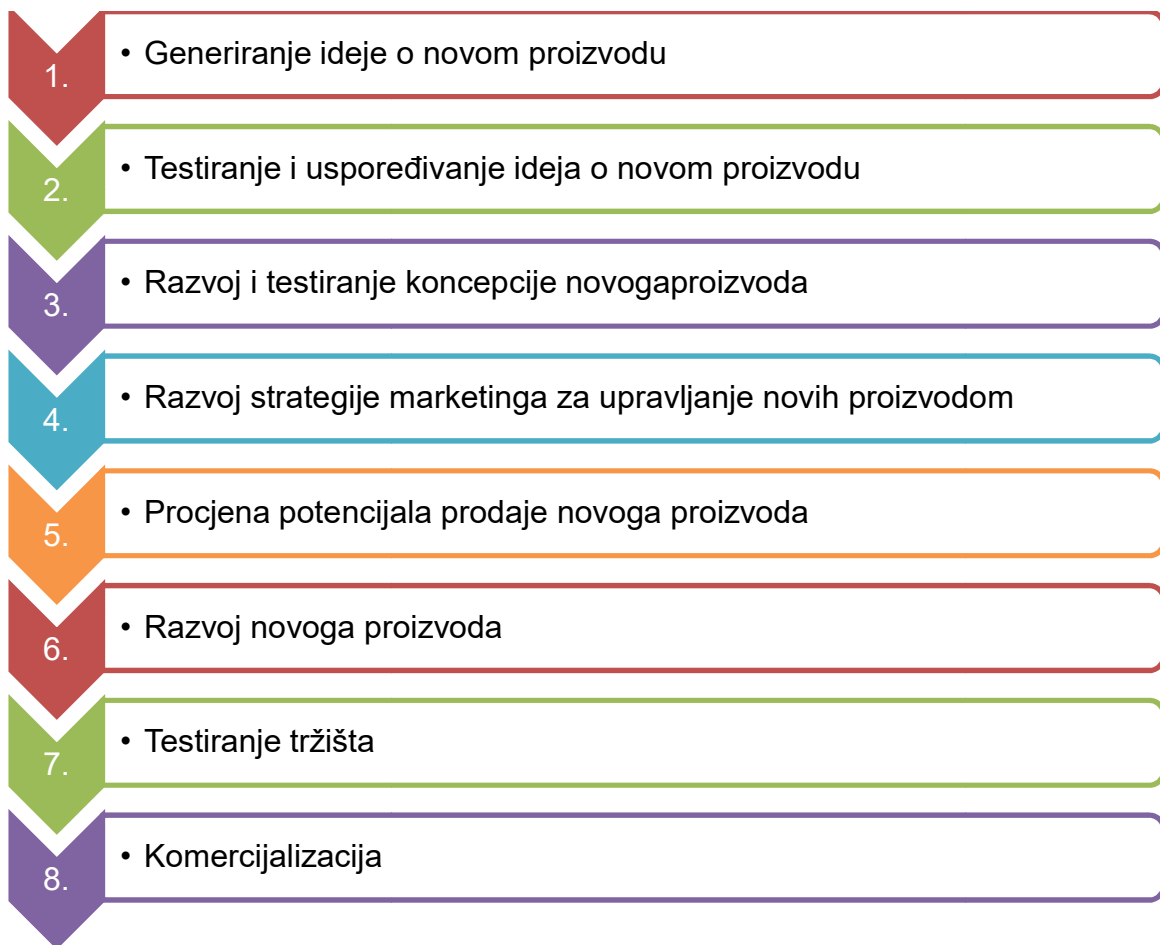 1.
• Generiranje ideje o novom proizvodu
2.
• Testiranje i uspoređivanje ideja o novom proizvodu
3.
• Razvoj i testiranje koncepcije novogaproizvoda
4.
• Razvoj strategije marketinga za upravljanje novih proizvodom
5.
• Procjena potencijala prodaje novoga proizvoda
6.
• Razvoj novoga proizvoda
7.
• Testiranje tržišta
8.
• Komercijalizacija